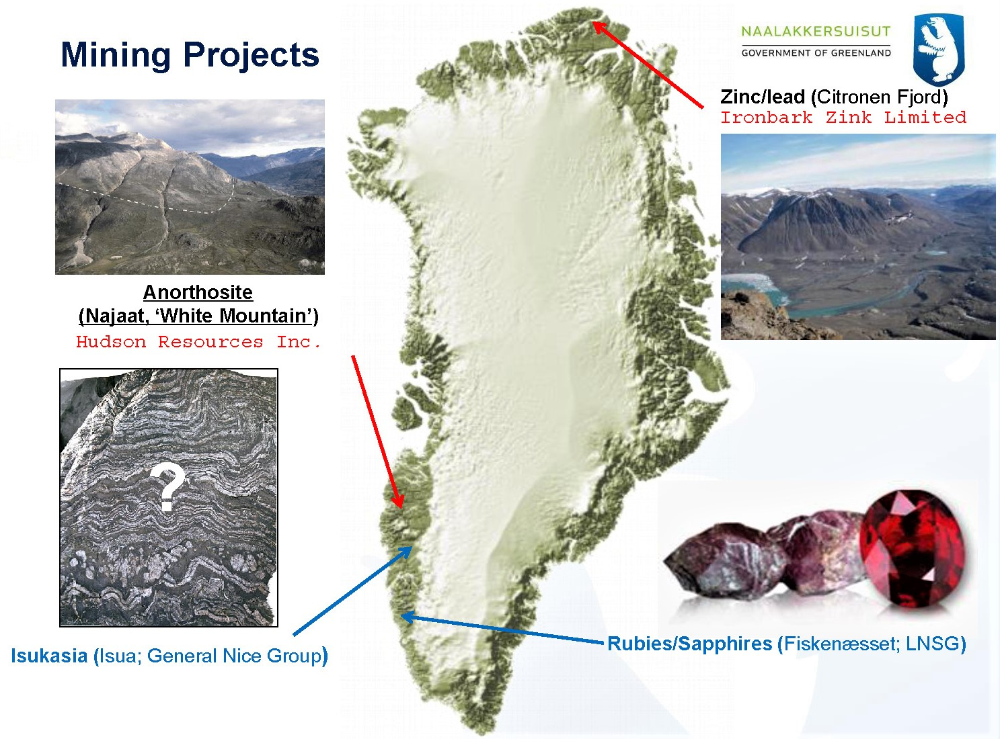 Mining Projects
NAALAKKERSUISUT
GOVERNMENT OF GREENLAND
Zinc/lead (Citronen Fjord)
Ironbark Zink Limited
Anorthosite
(Najaat, ‘White Mountain’)
Hudson Resources Inc.
?
Isukasia (Isua; General Nice Group)
Rubies/Sapphires (Fiskenæsset; LNSG)